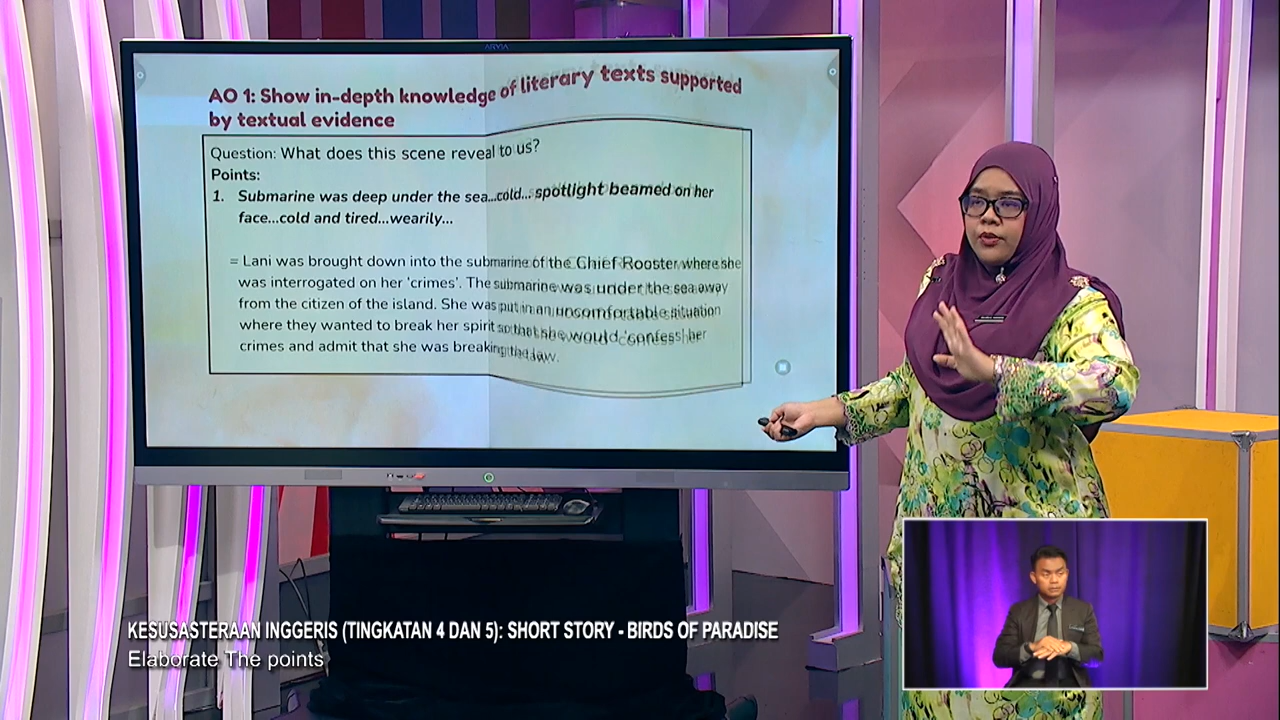 ARVIA
AO 1: Show in-depth knowledge of literary texts supported
by textual evidence
Question: What does this scene reveal to us?
Points:
1. Submarine was deep under the sea...cold... spotlight beamed on her
face...cold and tired...wearily...
= Lani was brought down into the submarine of the Chief Rooster where she
was interrogated on her 'crimes'. The submarine was under the sea away
from the citizen of the island. She was put in an uncomfortable situation
where they wanted to break her spirit so that she would 'confess' her
crimes and admit that she was breaking the law.
KESUSASTERAAN INGGERIS (TINGKATAN 4 DAN 5): SHORT STORY - BIRDS OF PARADISE
Elaborate The points